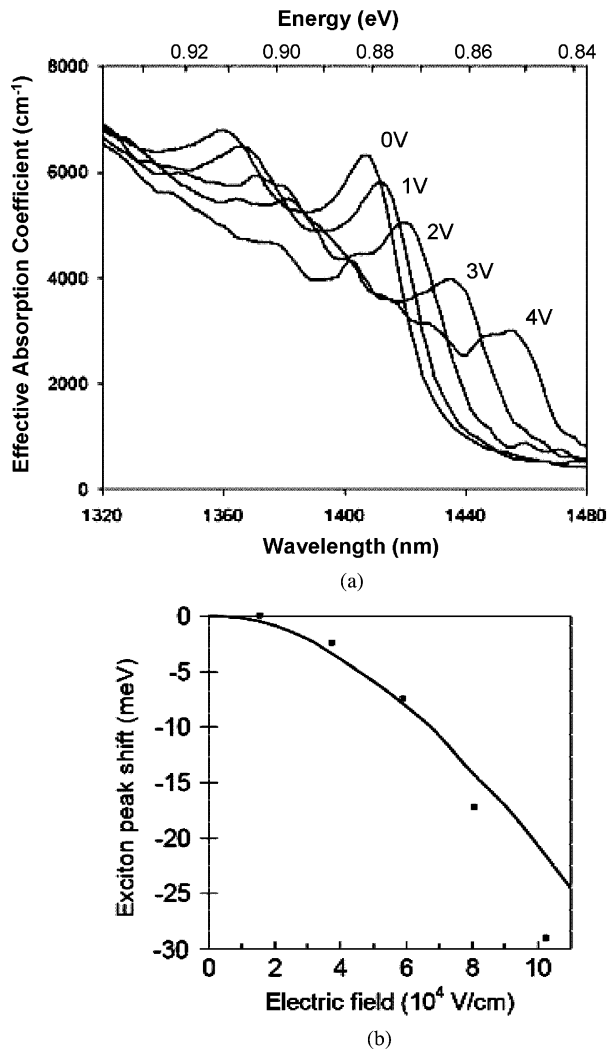 Energy (eV)
0.92 0.90 0.88 0.86 0.84
Effective Absorption Coefficient (cm⁻¹)
8000
6000
4000
2000
0
0V
1V
2V
3V
4V
1320 1360 1400 1440 1480
Wavelength (nm)
(a)
Exciton peak shift (meV)
0
-5
-10
-15
-20
-25
-30
0 2 4 6 8 10
Electric field (10⁴ V/cm)
(b)